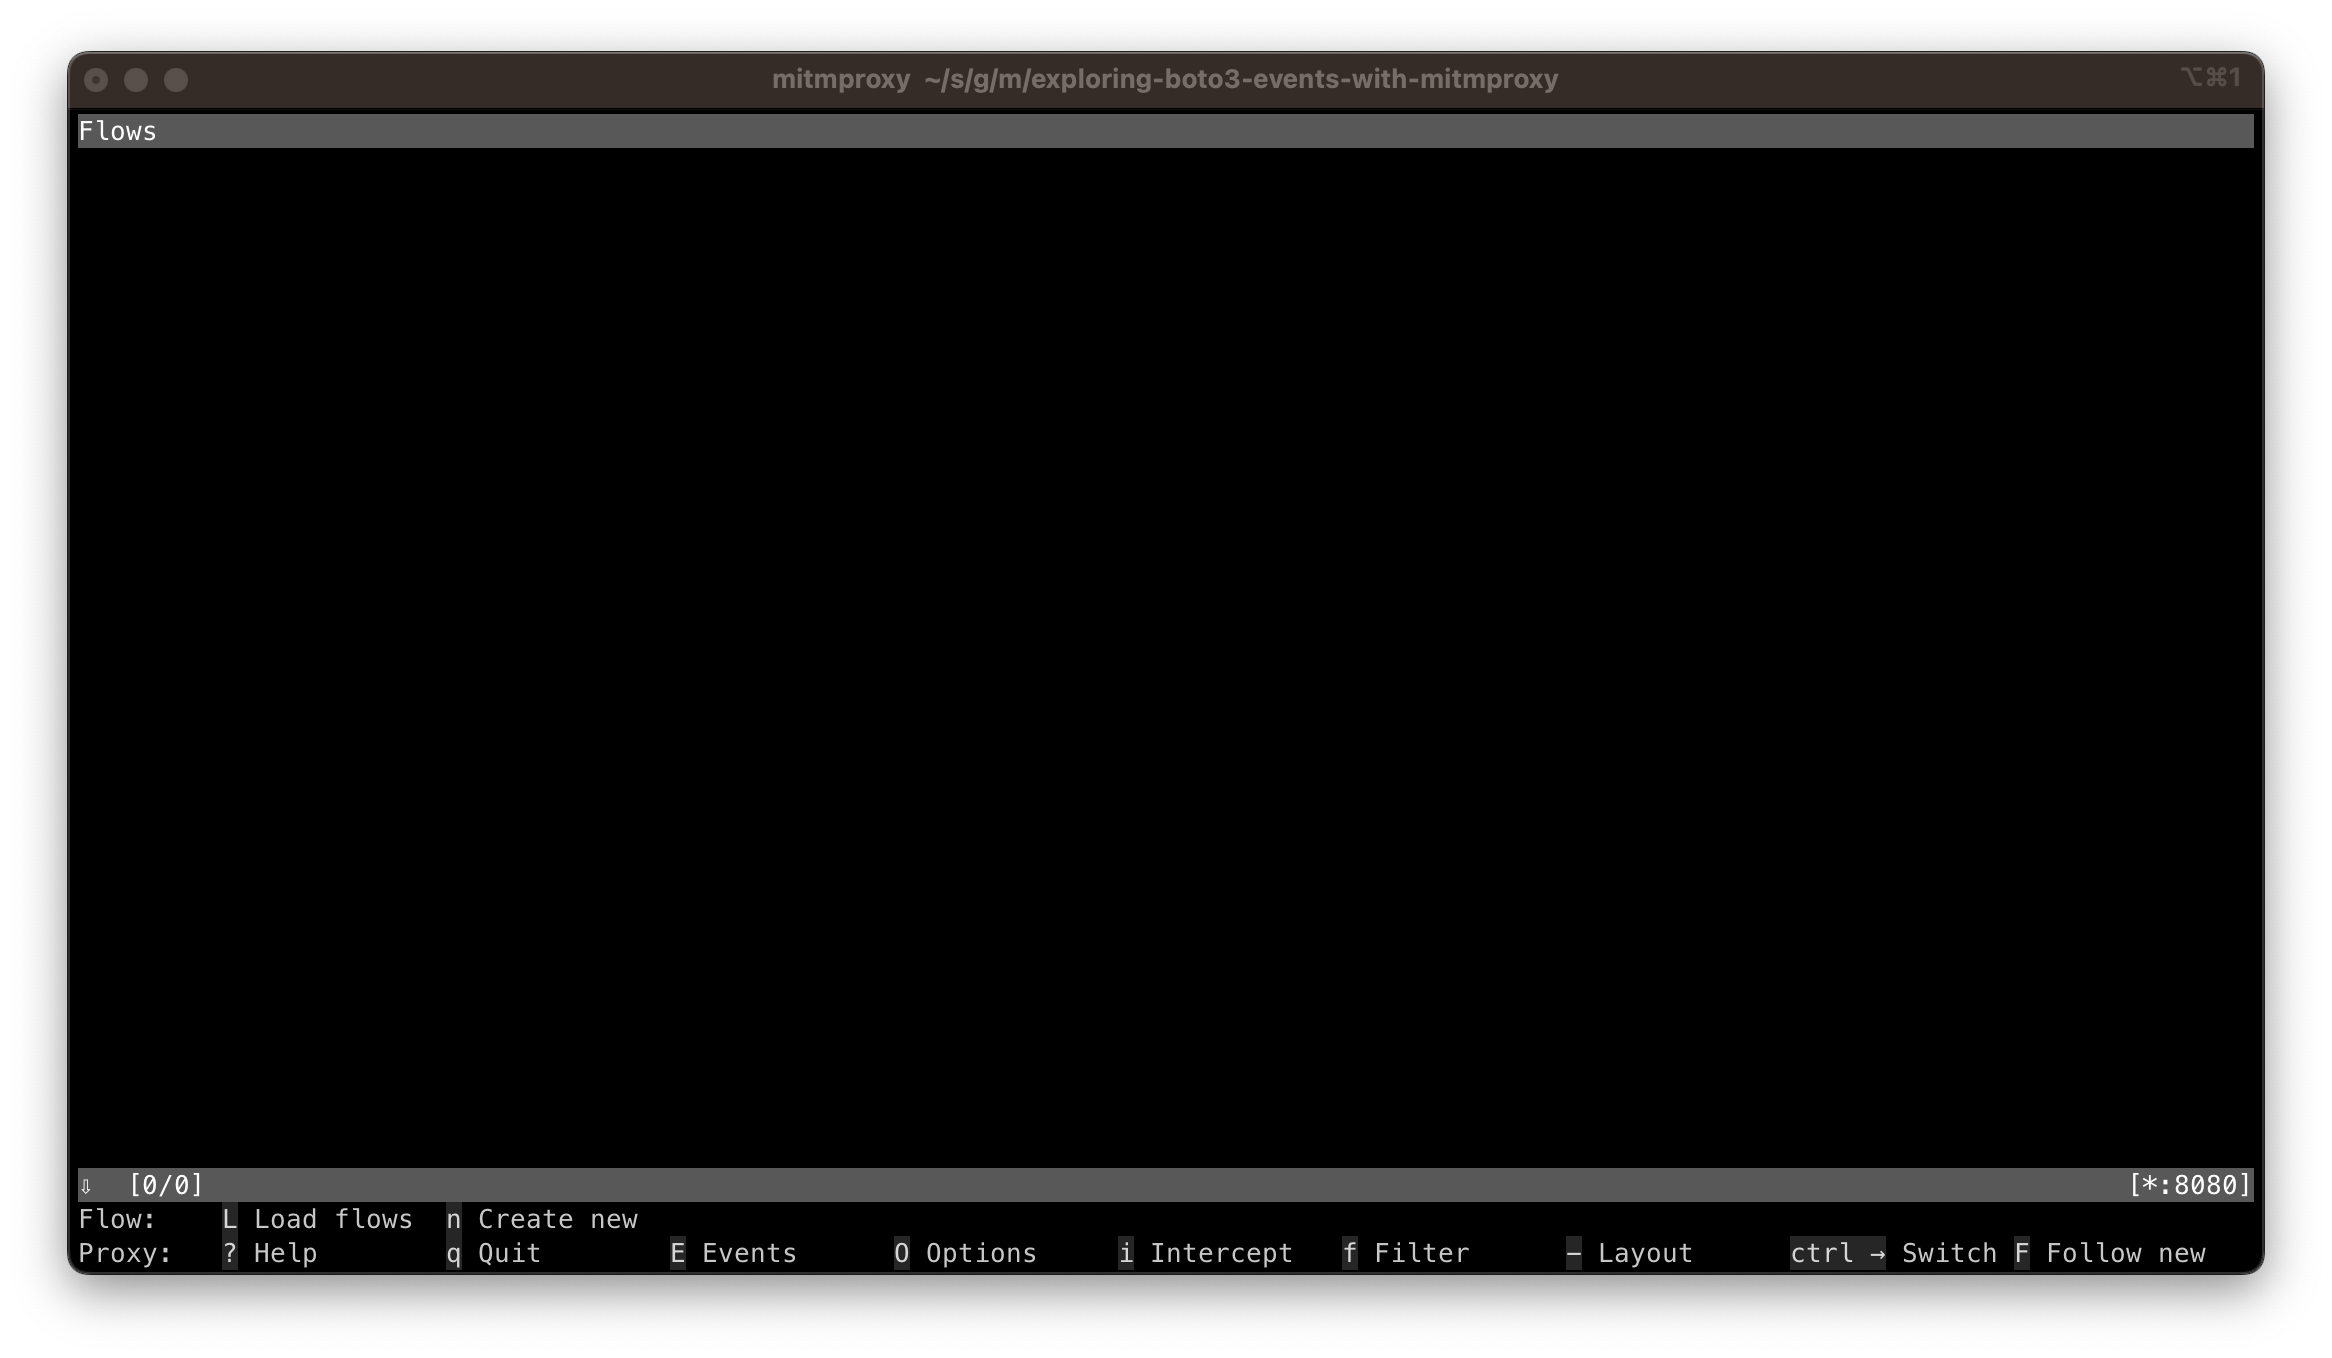 mitmproxy ~/s/g/m/exploring-boto3-events-with-mitmproxy ⌥⌘1
Flows
⇩ [0/0] [*:8080]
Flow: L Load flows n Create new
Proxy: ? Help q Quit E Events O Options i Intercept f Filter - Layout ctrl → Switch F Follow new